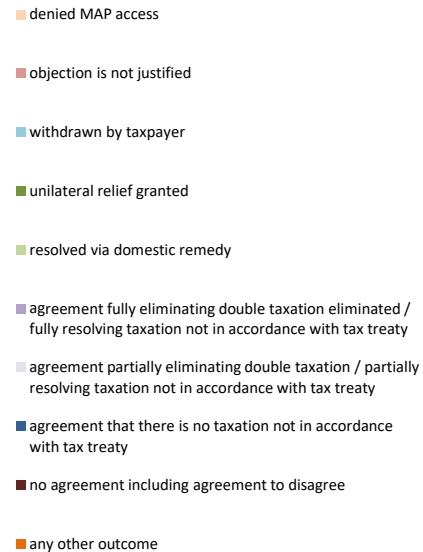 denied MAP access
objection is not justified
withdrawn by taxpayer
unilateral relief granted
resolved via domestic remedy
agreement fully eliminating double taxation eliminated /
fully resolving taxation not in accordance with tax treaty
agreement partially eliminating double taxation / partially
resolving taxation not in accordance with tax treaty
agreement that there is no taxation not in accordance
with tax treaty
no agreement including agreement to disagree
any other outcome